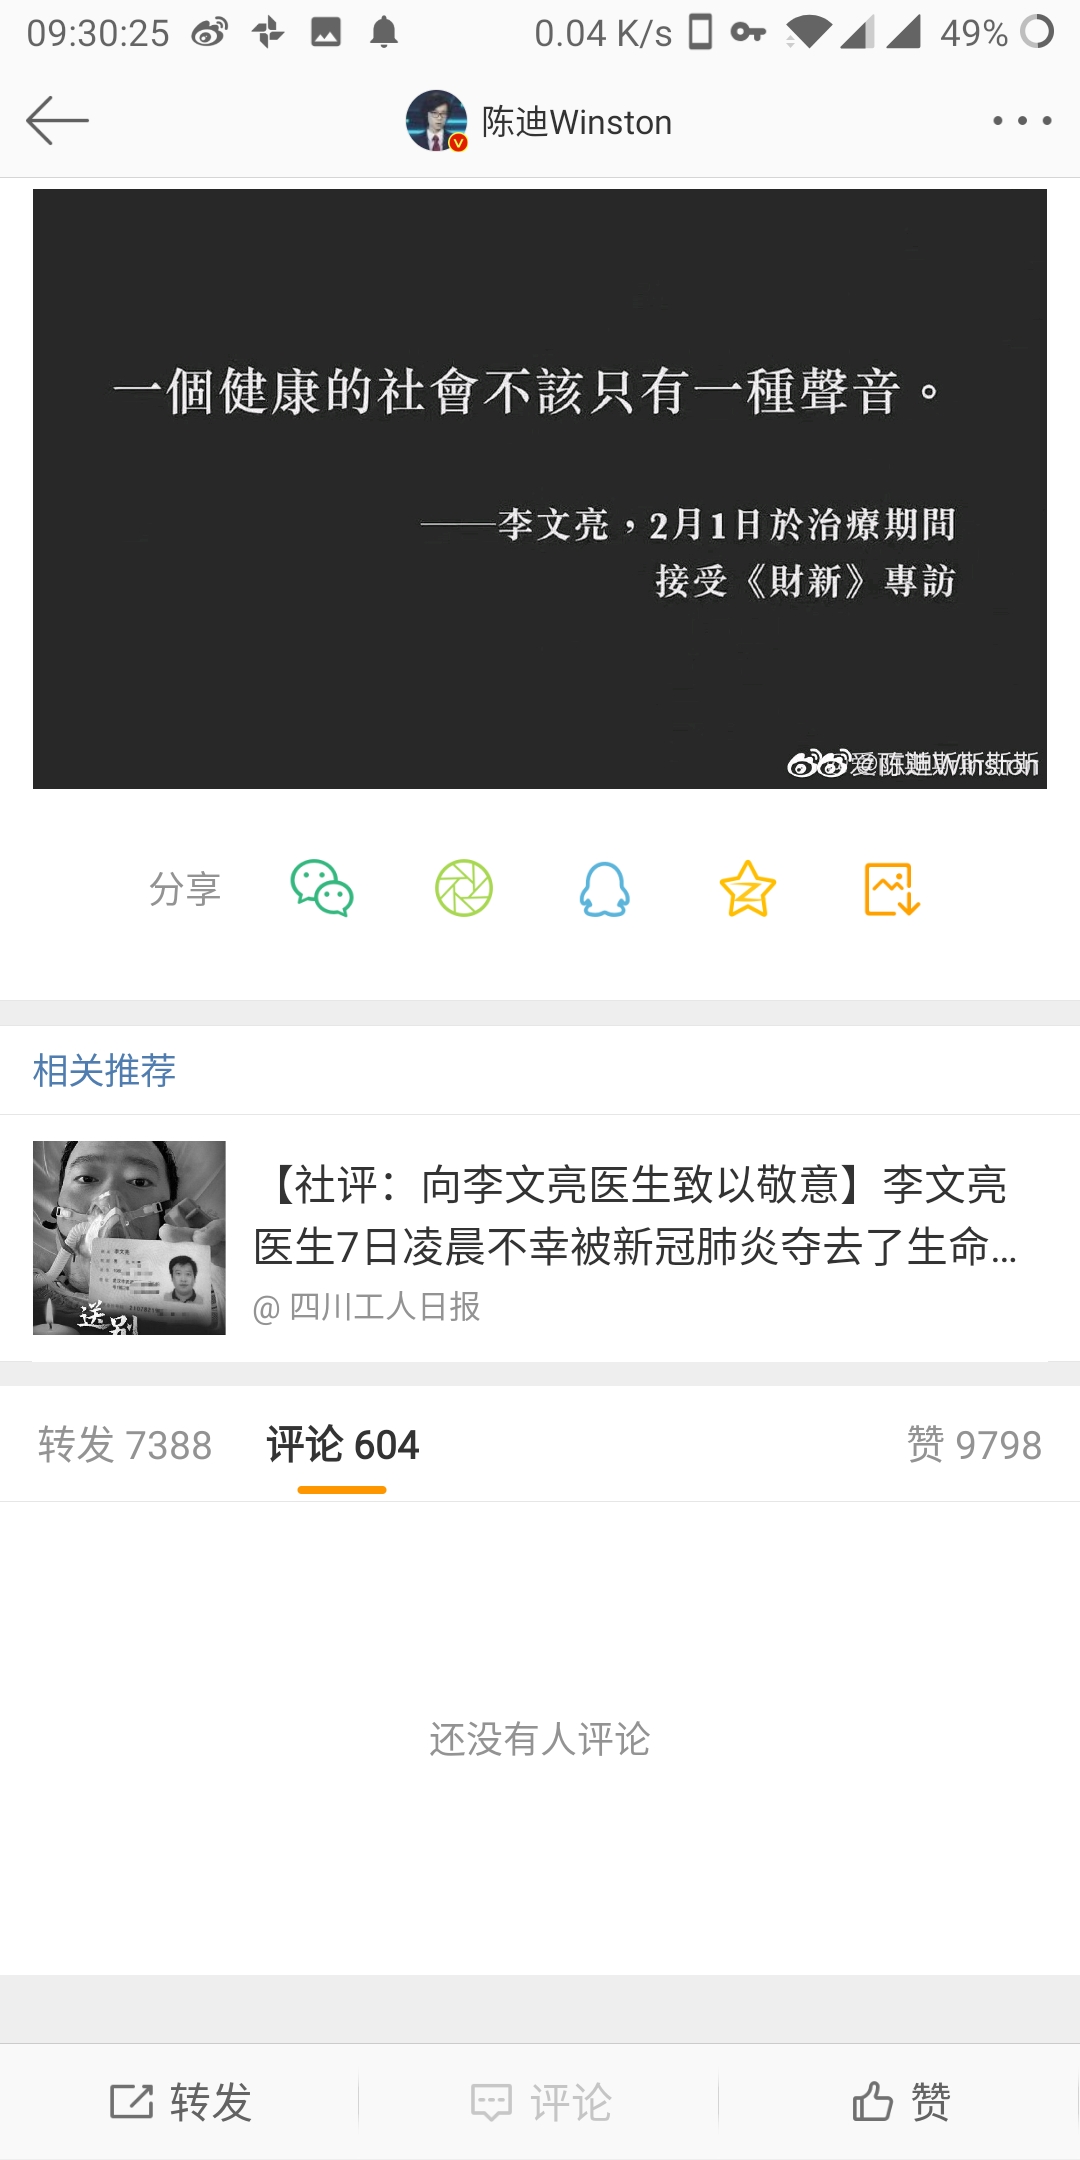 09:30:25 0.04 K/s 49%
陈迪Winston
一個健康的社會不該只有一種聲音。
——李文亮，2月1日於治療期間
接受《財新》專訪
分享
相关推荐
【社评：向李文亮医生致以敬意】李文亮
医生7日凌晨不幸被新冠肺炎夺去了生命...
@ 四川工人日报
送别
转发 7388 评论 604 赞 9798
还没有人评论
转发 评论 赞